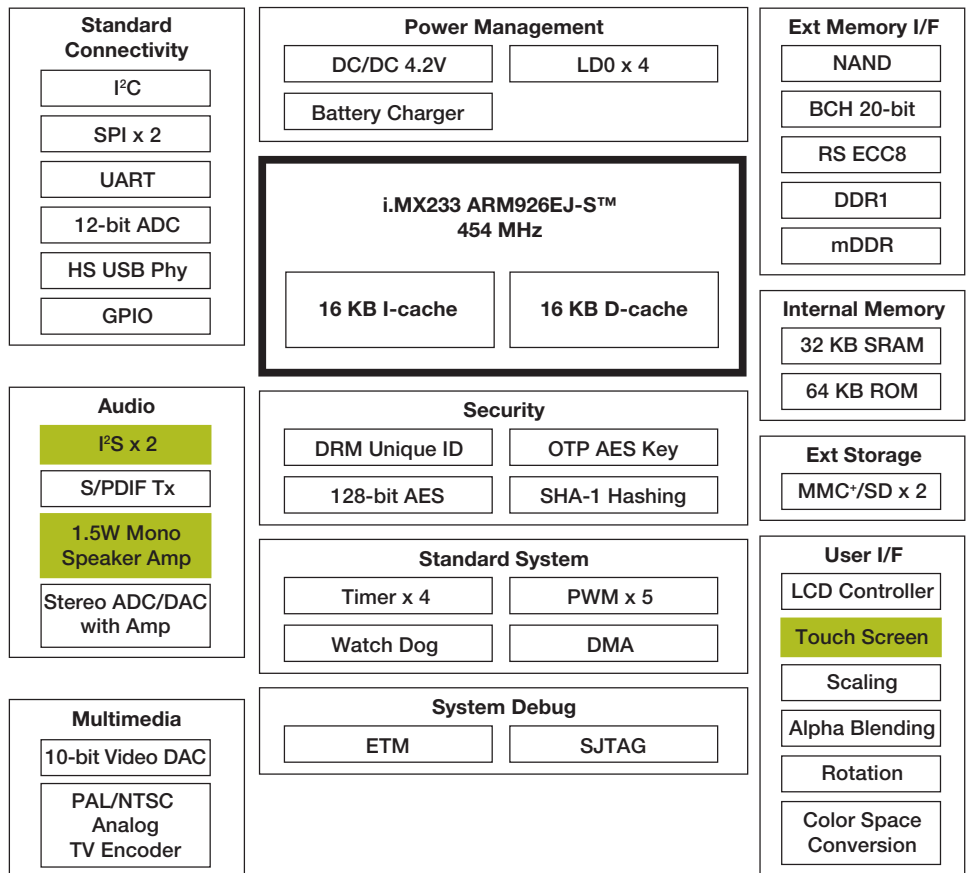 Standard
Connectivity
I²C
SPI x 2
UART
12-bit ADC
HS USB Phy
GPIO
Audio
I²S x 2
S/PDIF Tx
1.5W Mono
Speaker Amp
Stereo ADC/DAC
with Amp
Multimedia
10-bit Video DAC
PAL/NTSC
Analog
TV Encoder
Power Management
DC/DC 4.2V
LD0 x 4
Battery Charger
i.MX233 ARM926EJ-S™
454 MHz
16 KB I-cache
16 KB D-cache
Security
DRM Unique ID
OTP AES Key
128-bit AES
SHA-1 Hashing
Standard System
Timer x 4
PWM x 5
Watch Dog
DMA
System Debug
ETM
SJTAG
Ext Memory I/F
NAND
BCH 20-bit
RS ECC8
DDR1
mDDR
Internal Memory
32 KB SRAM
64 KB ROM
Ext Storage
MMC⁺/SD x 2
User I/F
LCD Controller
Touch Screen
Scaling
Alpha Blending
Rotation
Color Space
Conversion